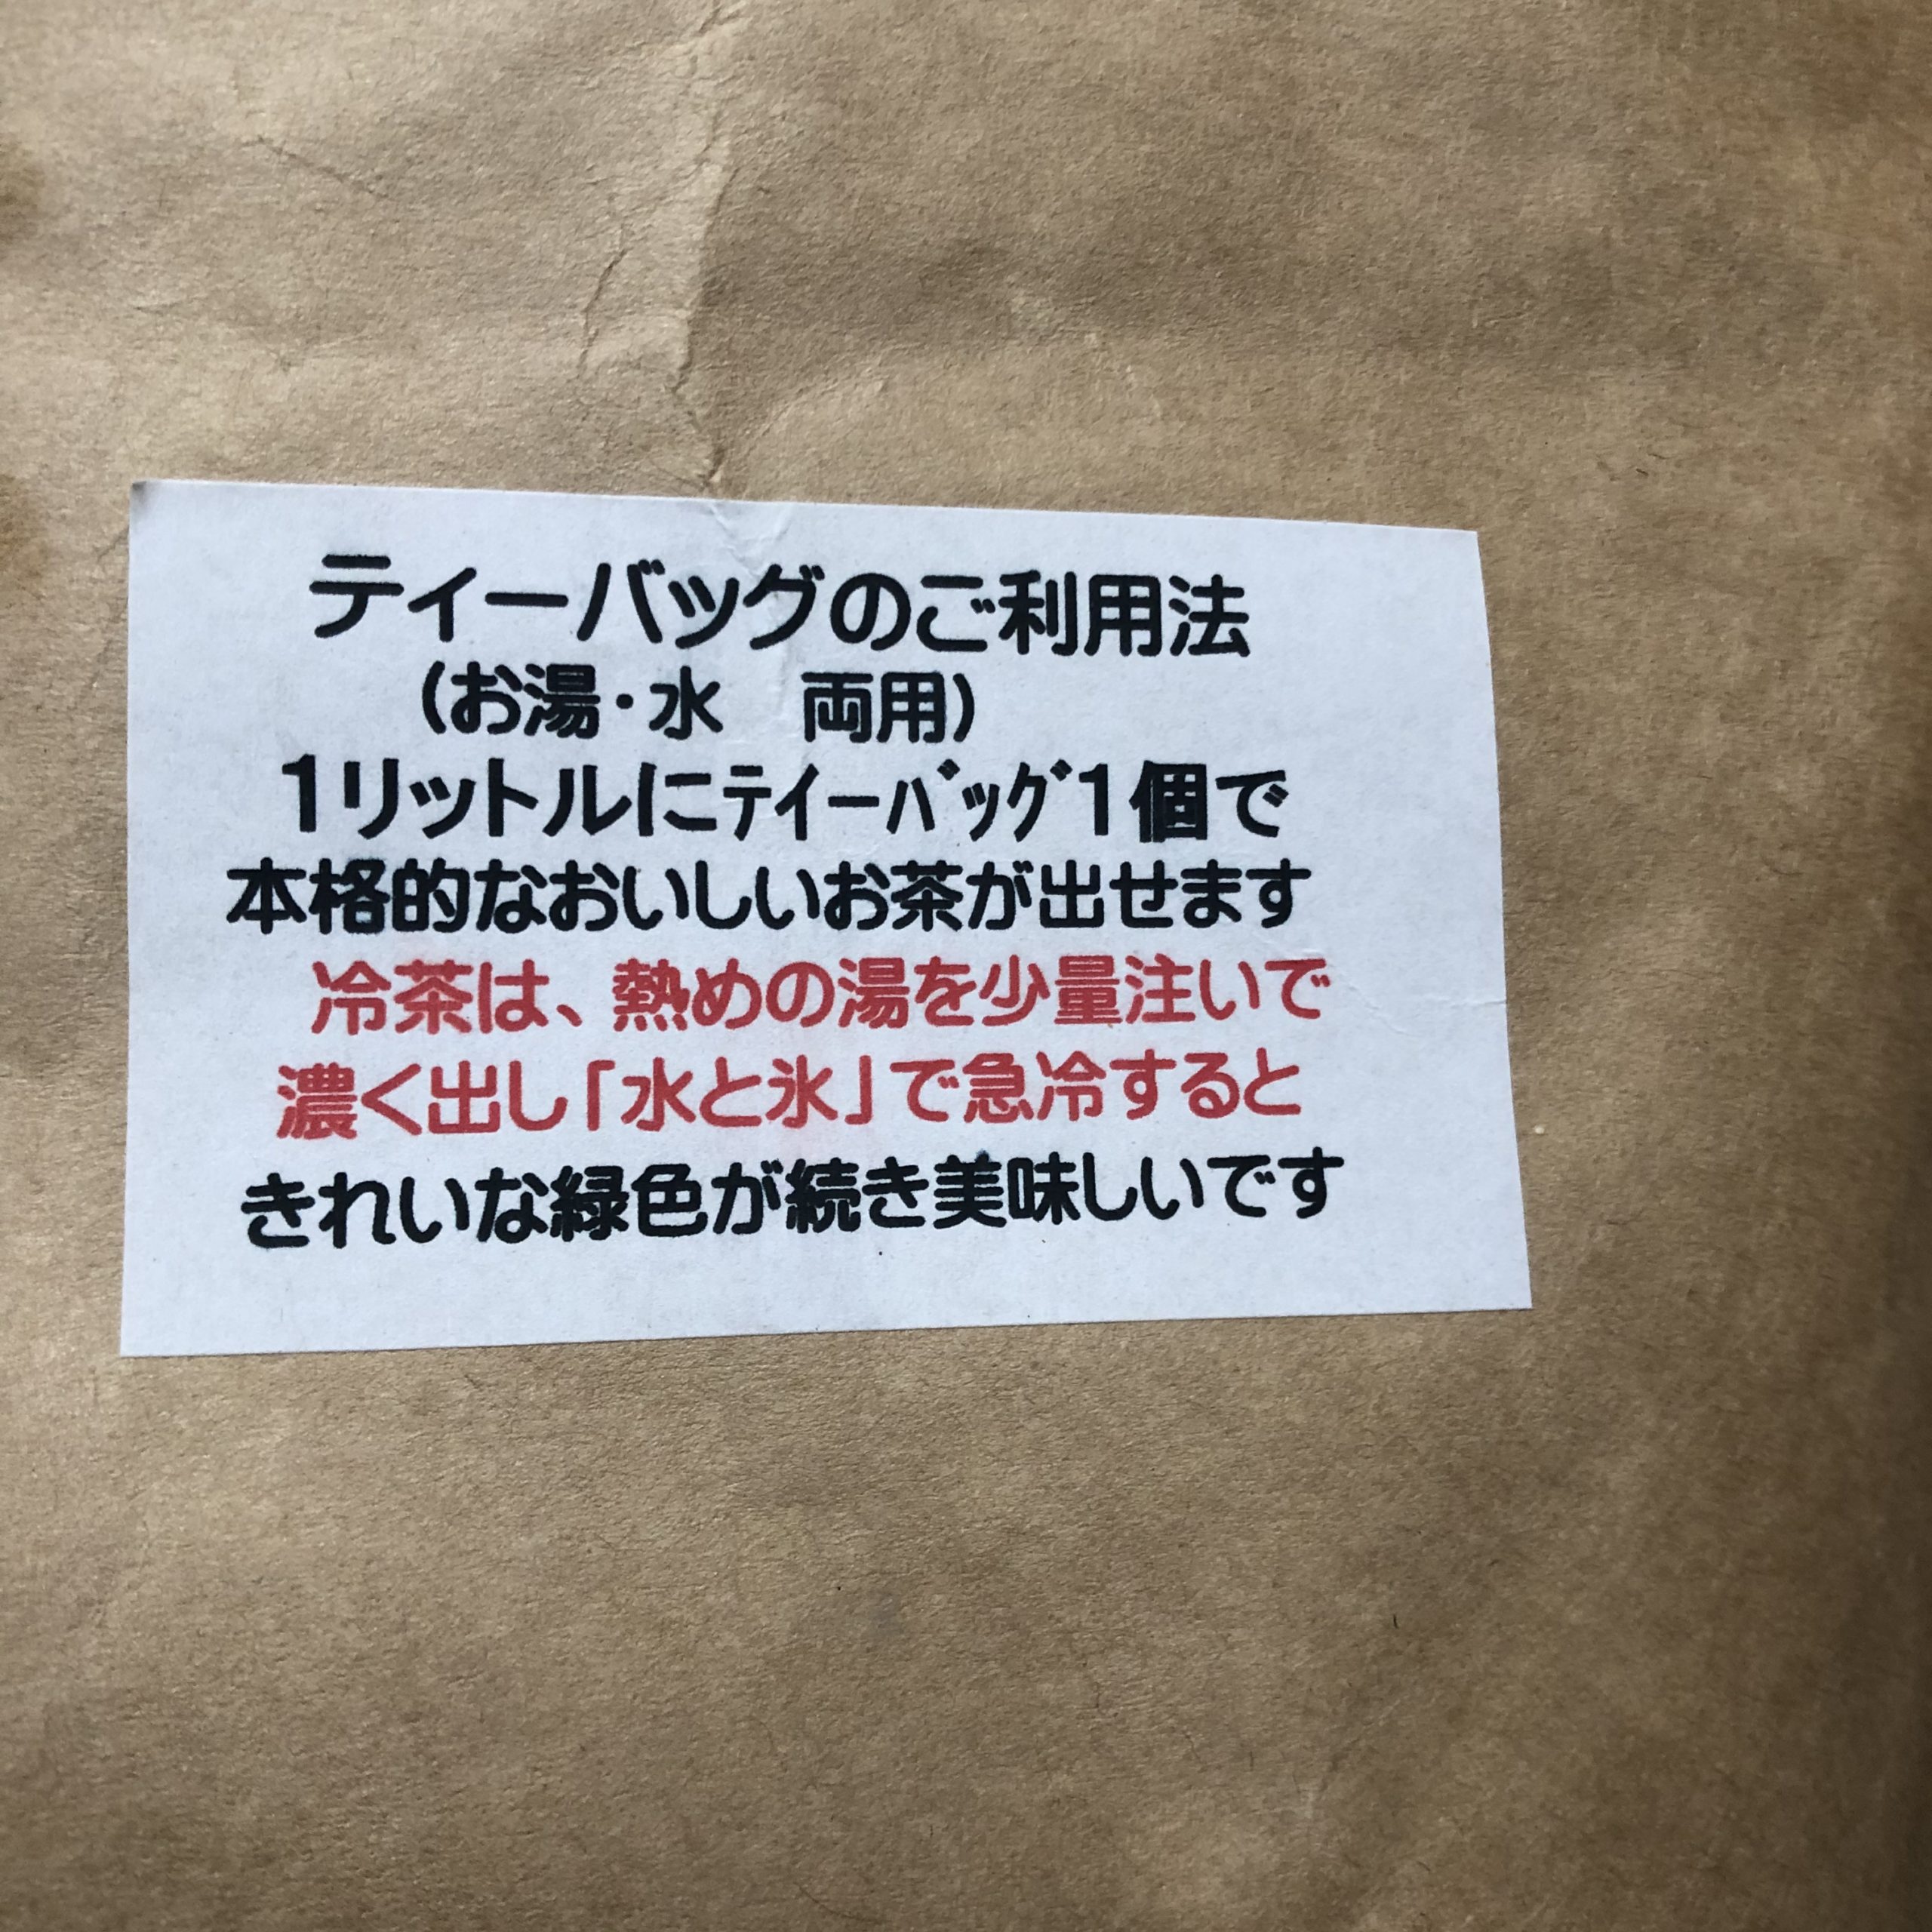 ティーバッグのご利用法
(お湯・水　両用)
1リットルにﾃｲｰﾊﾞｯｸﾞ1個で
本格的なおいしいお茶が出せます
冷茶は、熱めの湯を少量注いで
濃く出し「水と氷」で急冷すると
きれいな緑色が続き美味しいです